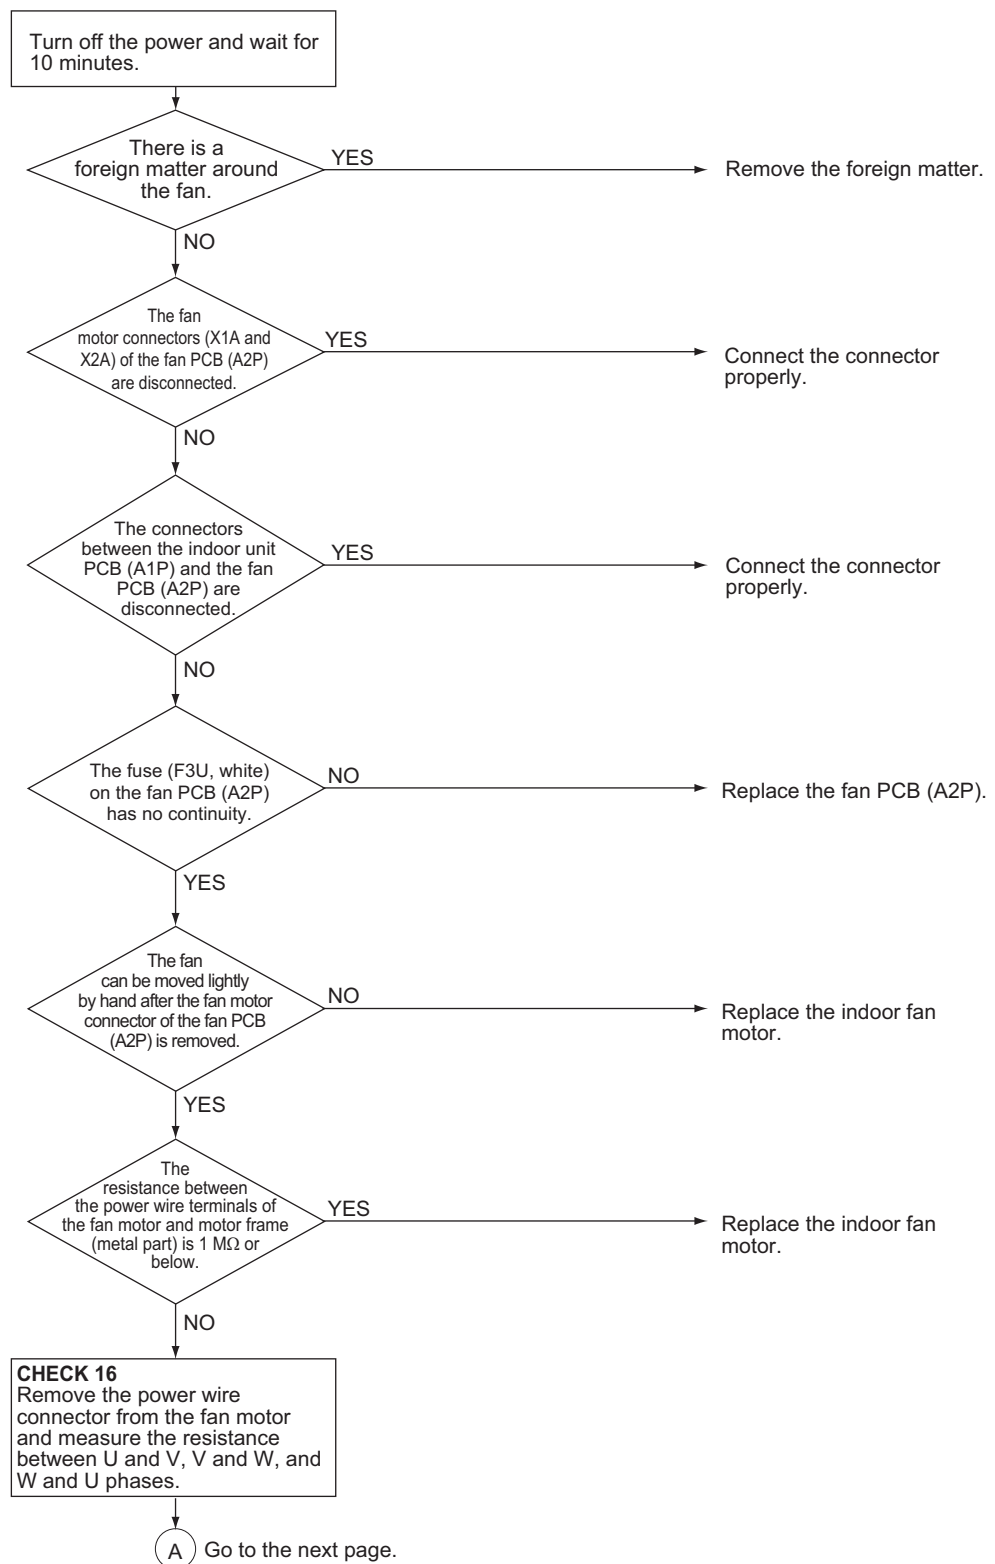 Turn off the power and wait for
10 minutes.
There is a
foreign matter around
the fan.
YES
Remove the foreign matter.
NO
The fan
motor connectors (X1A and
X2A) of the fan PCB (A2P)
are disconnected.
YES
Connect the connector
properly.
NO
The connectors
between the indoor unit
PCB (A1P) and the fan
PCB (A2P) are
disconnected.
YES
Connect the connector
properly.
NO
The fuse (F3U, white)
on the fan PCB (A2P)
has no continuity.
NO
Replace the fan PCB (A2P).
YES
The fan
can be moved lightly
by hand after the fan motor
connector of the fan PCB
(A2P) is removed.
NO
Replace the indoor fan
motor.
YES
The
resistance between
the power wire terminals of
the fan motor and motor frame
(metal part) is 1 MΩ or
below.
YES
Replace the indoor fan
motor.
NO
CHECK 16
Remove the power wire
connector from the fan motor
and measure the resistance
between U and V, V and W, and
W and U phases.
A
Go to the next page.